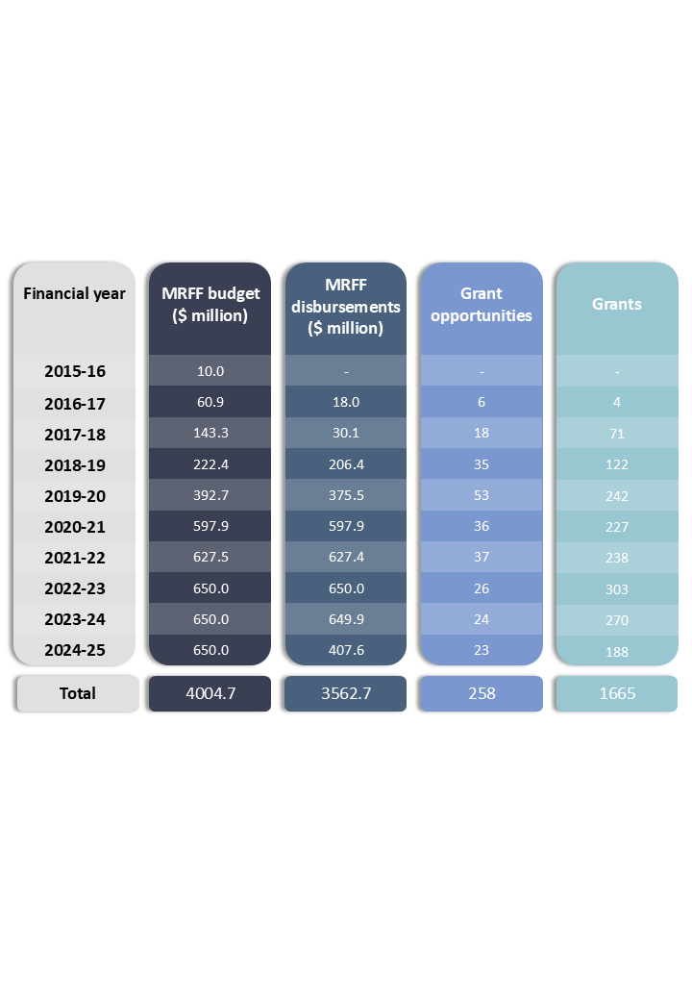 Financial year MRFF budget ($ million) MRFF disbursements ($ million) Grant opportunities Grants
2015-16 10.0 - - -
2016-17 60.9 18.0 6 4
2017-18 143.3 30.1 18 71
2018-19 222.4 206.4 35 122
2019-20 392.7 375.5 53 242
2020-21 597.9 597.9 36 227
2021-22 627.5 627.4 37 238
2022-23 650.0 650.0 26 303
2023-24 650.0 649.9 24 270
2024-25 650.0 407.6 23 188
Total 4004.7 3562.7 258 1665